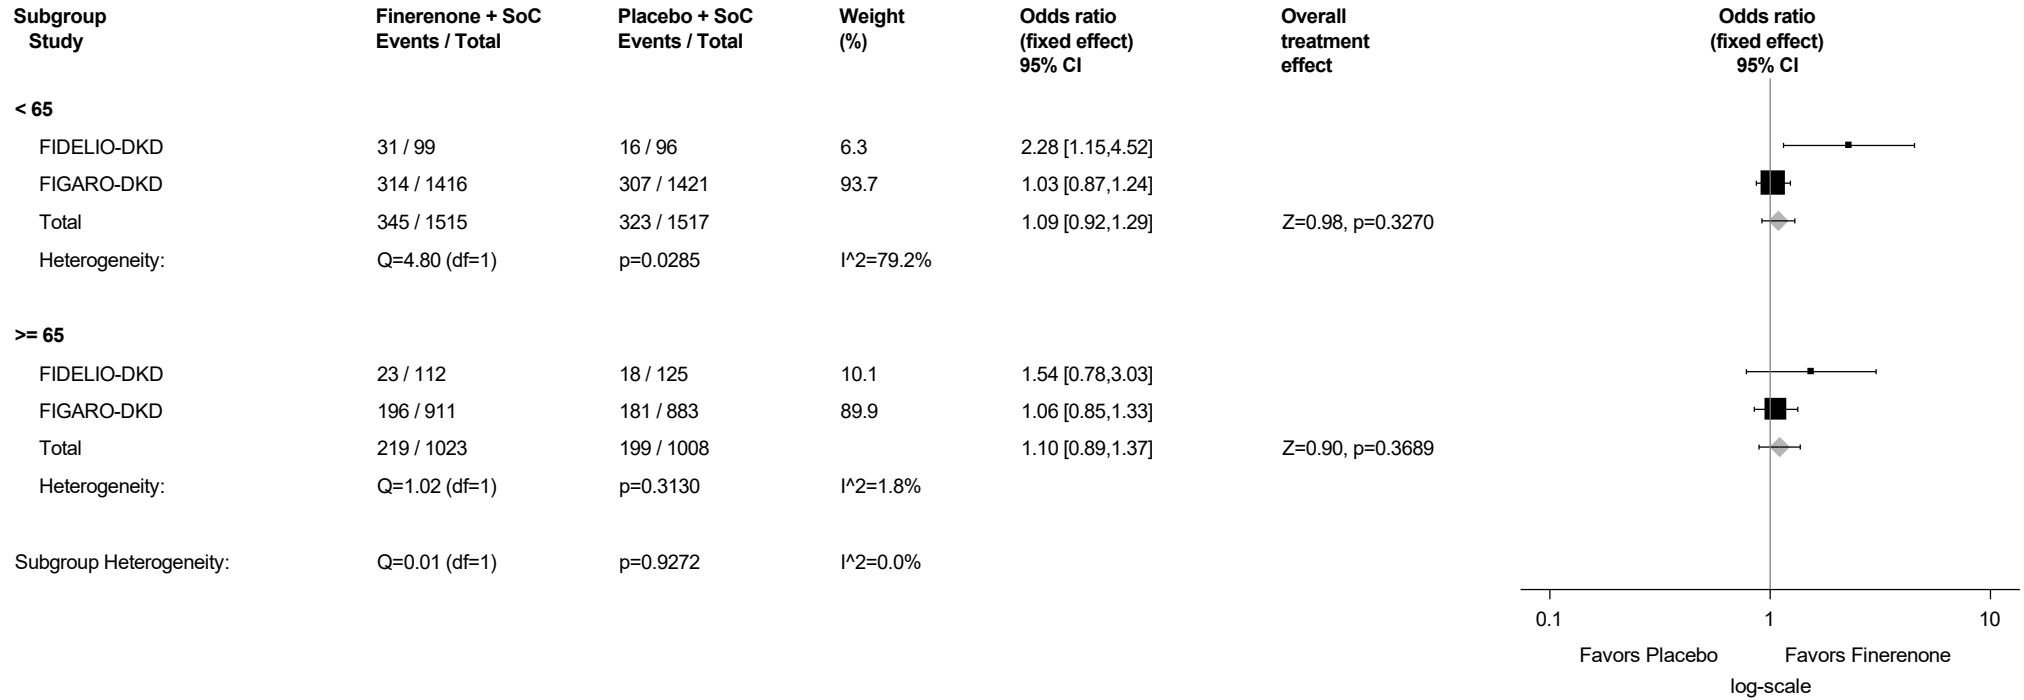 Subgroup Finerenone + SoC Placebo + SoC Weight Odds ratio Overall Odds ratio
Study Events / Total Events / Total (%) (fixed effect) treatment (fixed effect)
95% CI effect 95% CI
< 65
FIDELIO-DKD 31 / 99 16 / 96 6.3 2.28 [1.15,4.52]
FIGARO-DKD 314 / 1416 307 / 1421 93.7 1.03 [0.87,1.24]
Total 345 / 1515 323 / 1517 1.09 [0.92,1.29] Z=0.98, p=0.3270
Heterogeneity: Q=4.80 (df=1) p=0.0285 I^2=79.2%
>= 65
FIDELIO-DKD 23 / 112 18 / 125 10.1 1.54 [0.78,3.03]
FIGARO-DKD 196 / 911 181 / 883 89.9 1.06 [0.85,1.33]
Total 219 / 1023 199 / 1008 1.10 [0.89,1.37] Z=0.90, p=0.3689
Heterogeneity: Q=1.02 (df=1) p=0.3130 I^2=1.8%
Subgroup Heterogeneity: Q=0.01 (df=1) p=0.9272 I^2=0.0%
0.1 1 10
Favors Placebo Favors Finerenone
log-scale